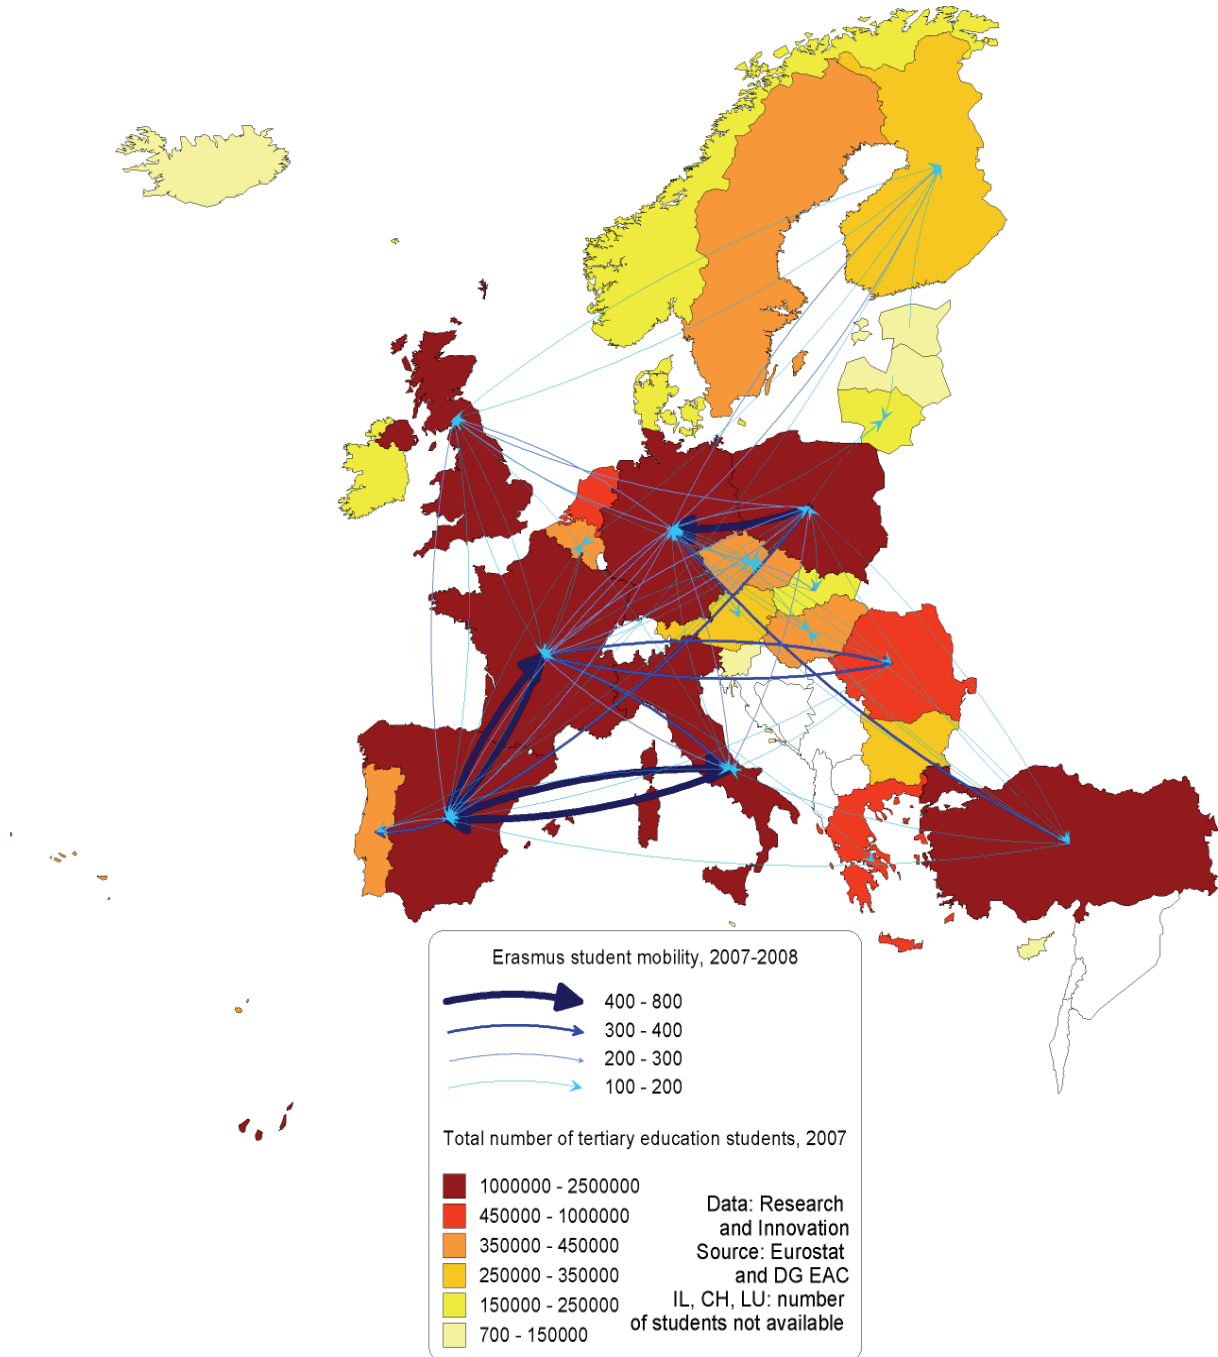 Erasmus student mobility, 2007-2008
400 - 800
300 - 400
200 - 300
100 - 200
Total number of tertiary education students, 2007
1000000 - 2500000
450000 - 1000000
350000 - 450000
250000 - 350000
150000 - 250000
700 - 150000
Data: Research
and Innovation
Source: Eurostat
and DG EAC
IL, CH, LU: number
of students not available